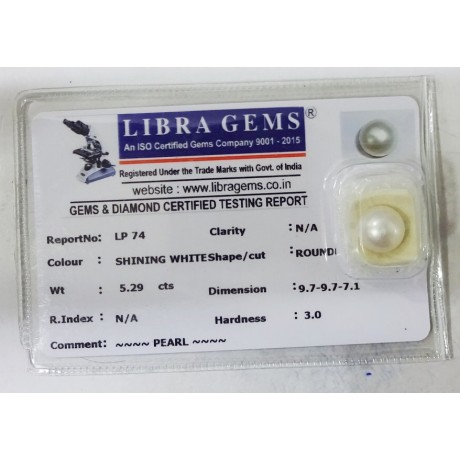 LIBRA GEMS ®
An ISO Certified Gems Company 9001 - 2015
Registered Under the Trade Marks with Govt. of India
website : www.libragems.co.in
GEMS & DIAMOND CERTIFIED TESTING REPORT
ReportNo: LP 74 Clarity : N/A
Colour : SHINING WHITE Shape/cut : ROUND
Wt : 5.29 cts Dimension : 9.7-9.7-7.1
R.Index : N/A Hardness : 3.0
Comment: ~~~~ PEARL ~~~~